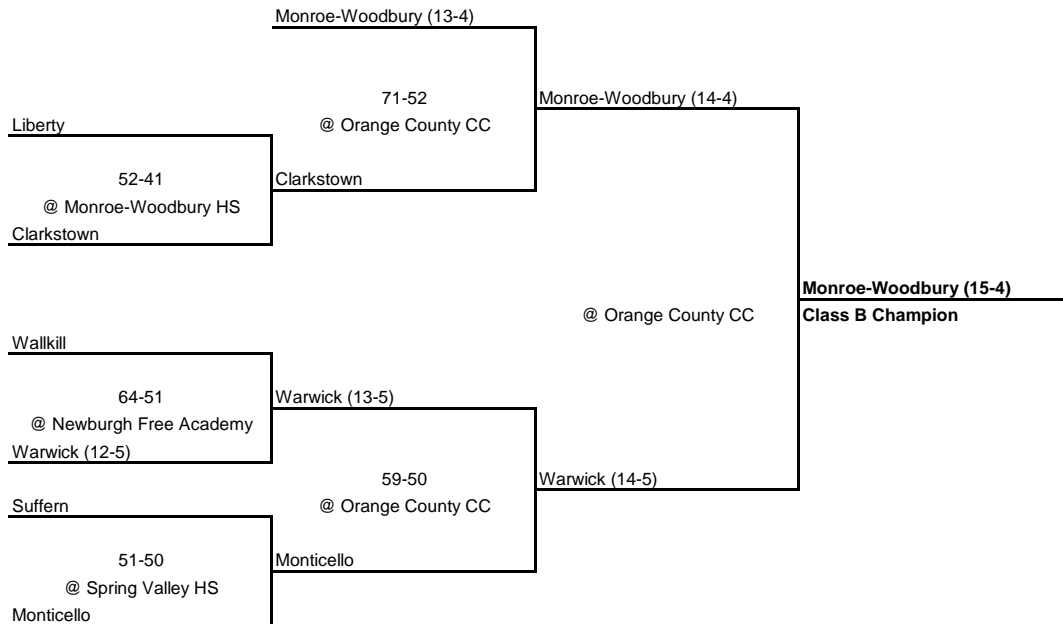 Monroe-Woodbury (13-4)
71-52
Monroe-Woodbury (14-4)
@ Orange County CC
Liberty
52-41
Clarkstown
@ Monroe-Woodbury HS
Clarkstown
Monroe-Woodbury (15-4)
@ Orange County CC
Class B Champion
Wallkill
64-51
Warwick (13-5)
@ Newburgh Free Academy
Warwick (12-5)
59-50
Warwick (14-5)
@ Orange County CC
Suffern
51-50
Monticello
@ Spring Valley HS
Monticello